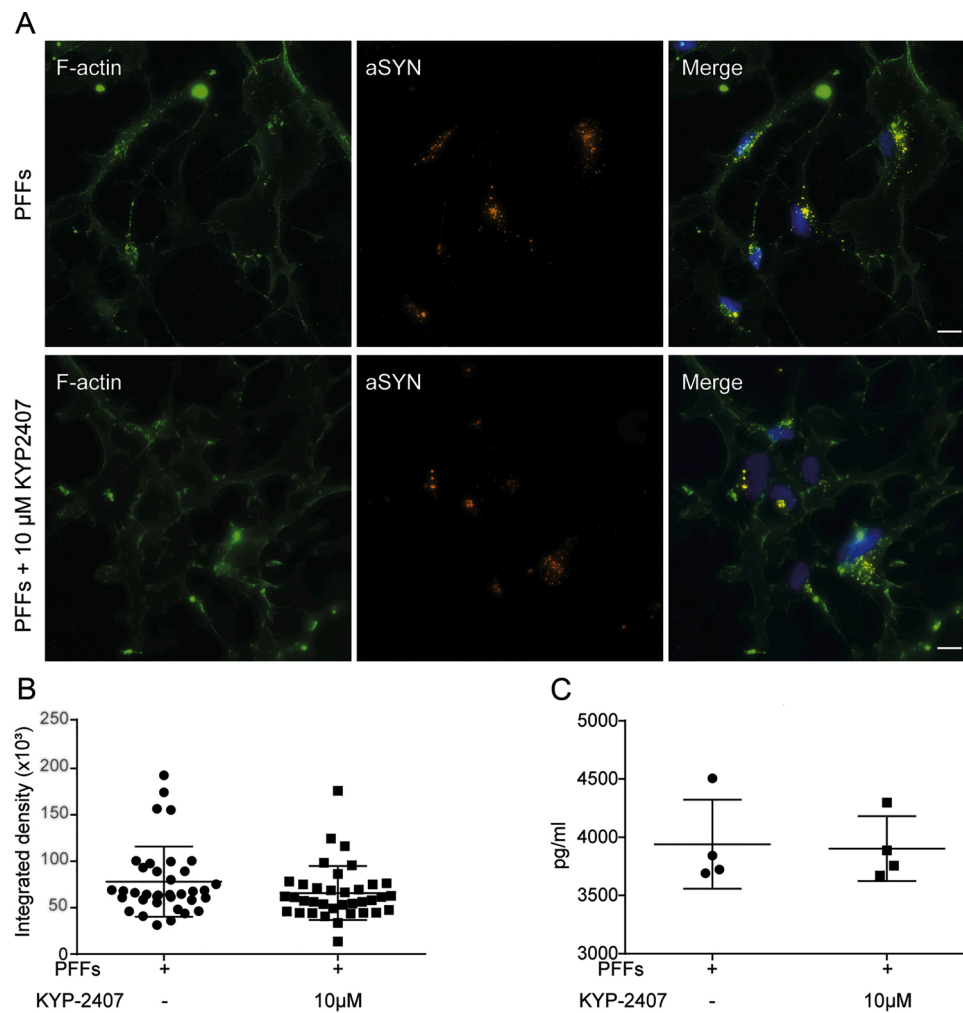 A
F-actin
aSYN
Merge
PFFs
F-actin
aSYN
Merge
PFFs + 10 µM KYP2407
B
Integrated density (x10³)
250
200
150
100
50
0
PFFs
+
+
KYP-2407
-
10µM
C
pg/ml
5000
4500
4000
3500
3000
PFFs
+
+
KYP-2407
-
10µM